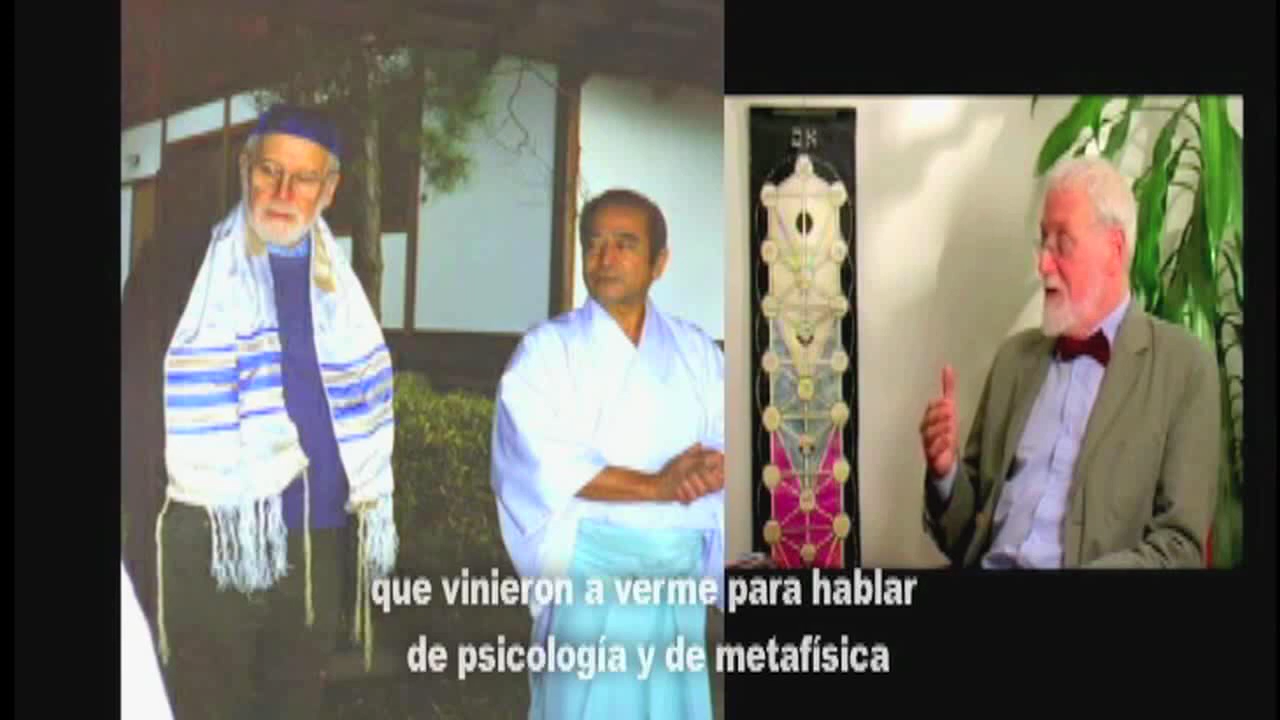 que vinieron a verme para hablar
de psicología y de metafísica